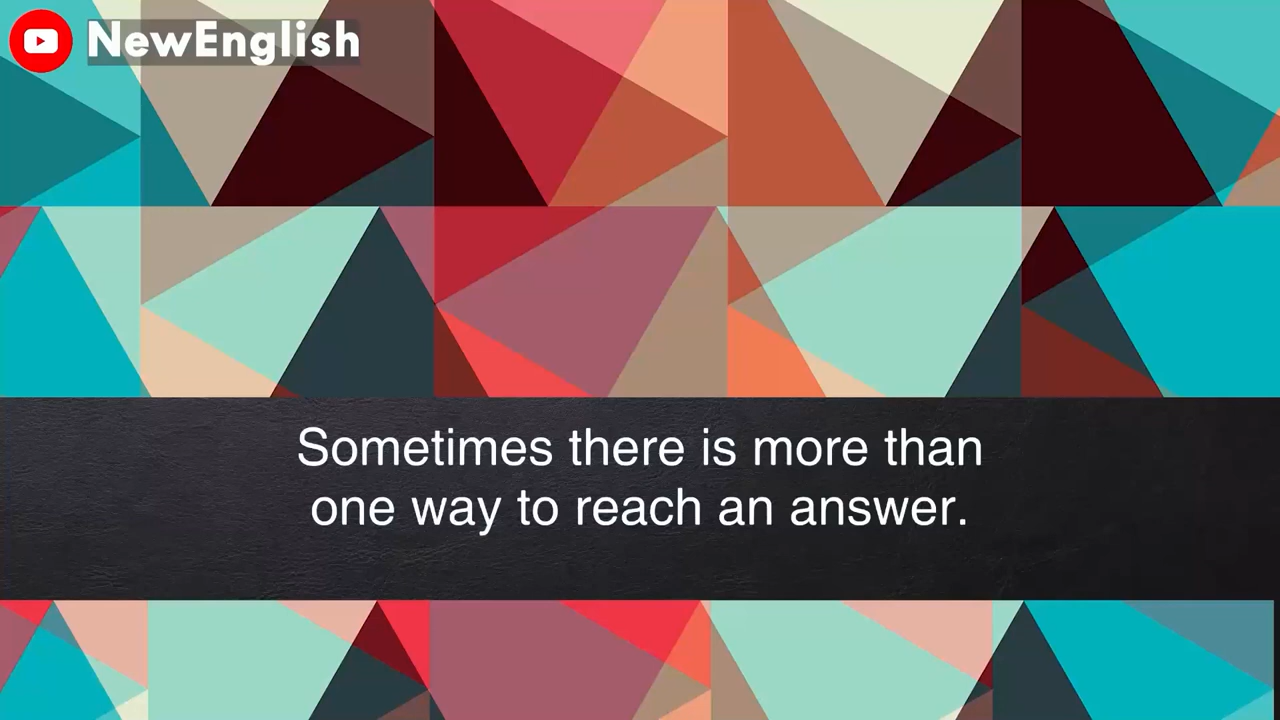 NewEnglish
Sometimes there is more than
one way to reach an answer.